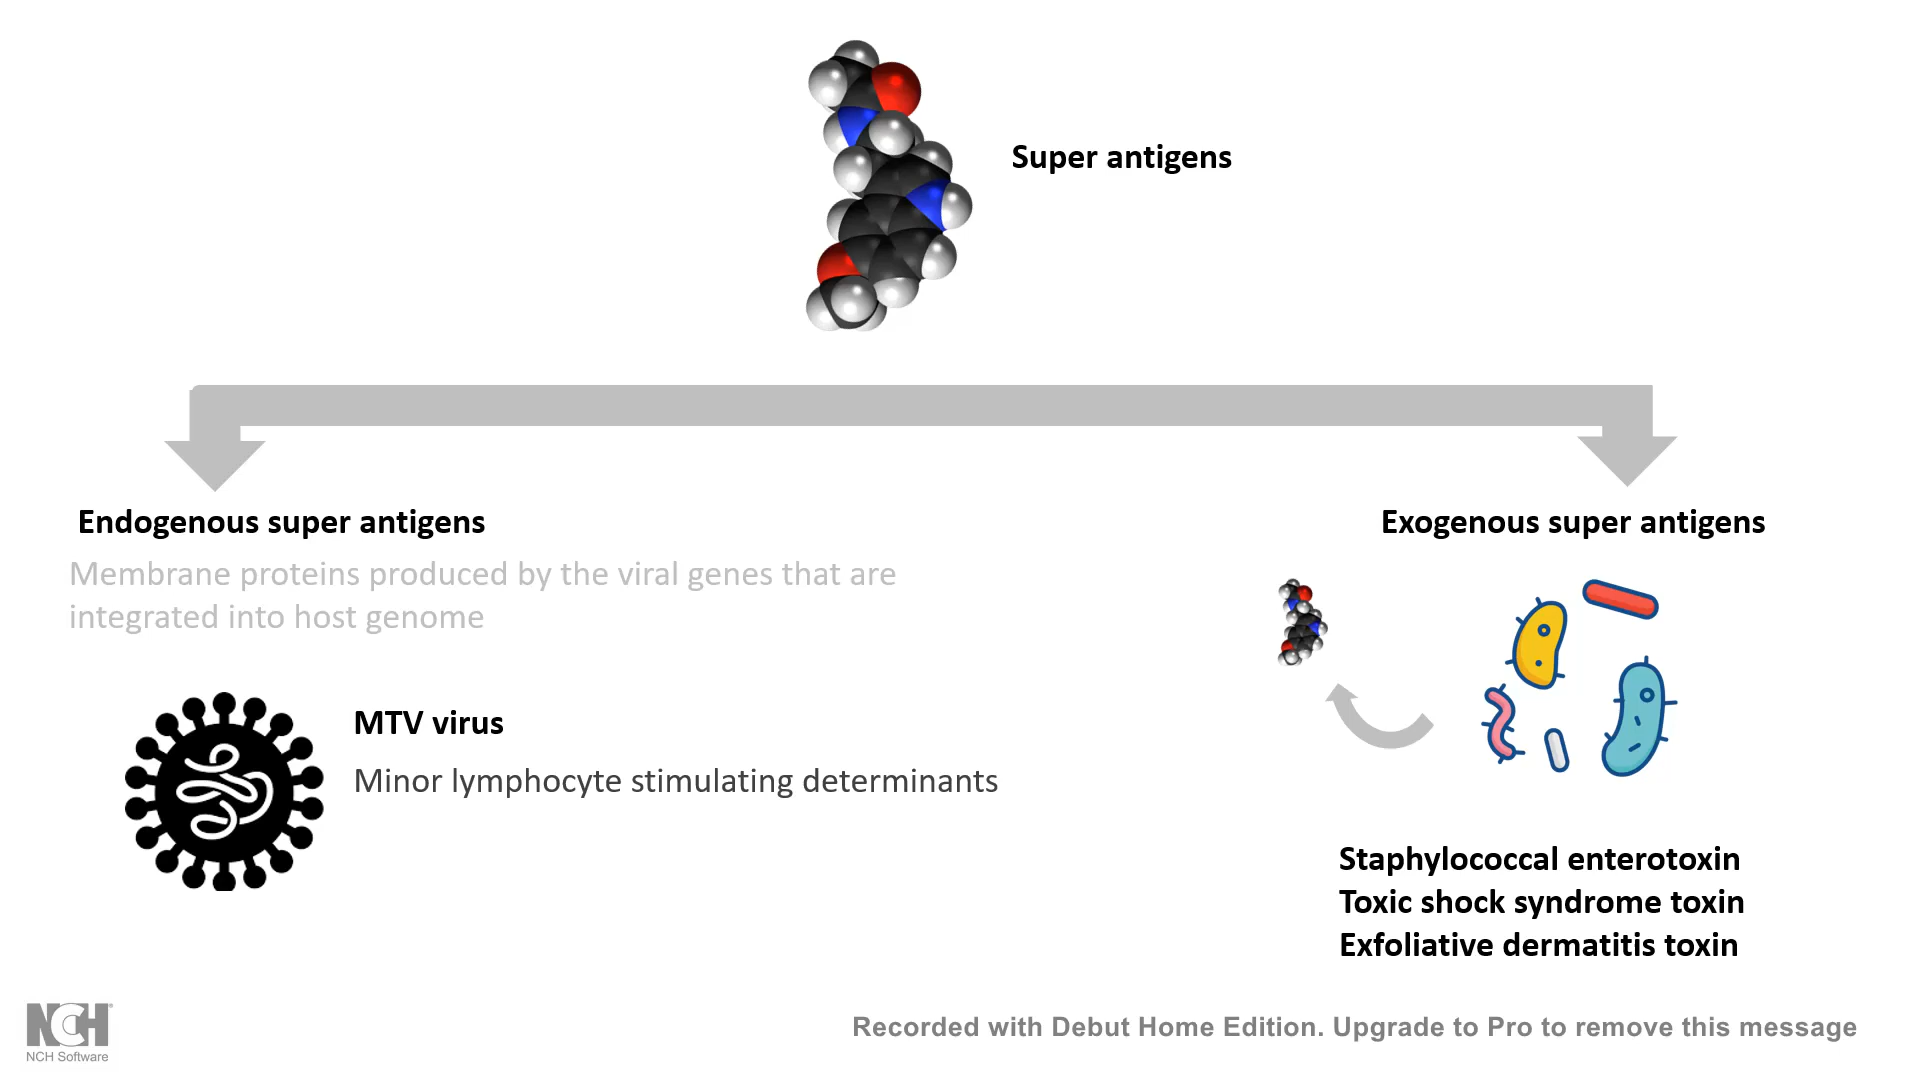 Super antigens
Endogenous super antigens
Membrane proteins produced by the viral genes that are
integrated into host genome
MTV virus
Minor lymphocyte stimulating determinants
Exogenous super antigens
Staphylococcal enterotoxin
Toxic shock syndrome toxin
Exfoliative dermatitis toxin
NCH
NCH Software
Recorded with Debut Home Edition. Upgrade to Pro to remove this message